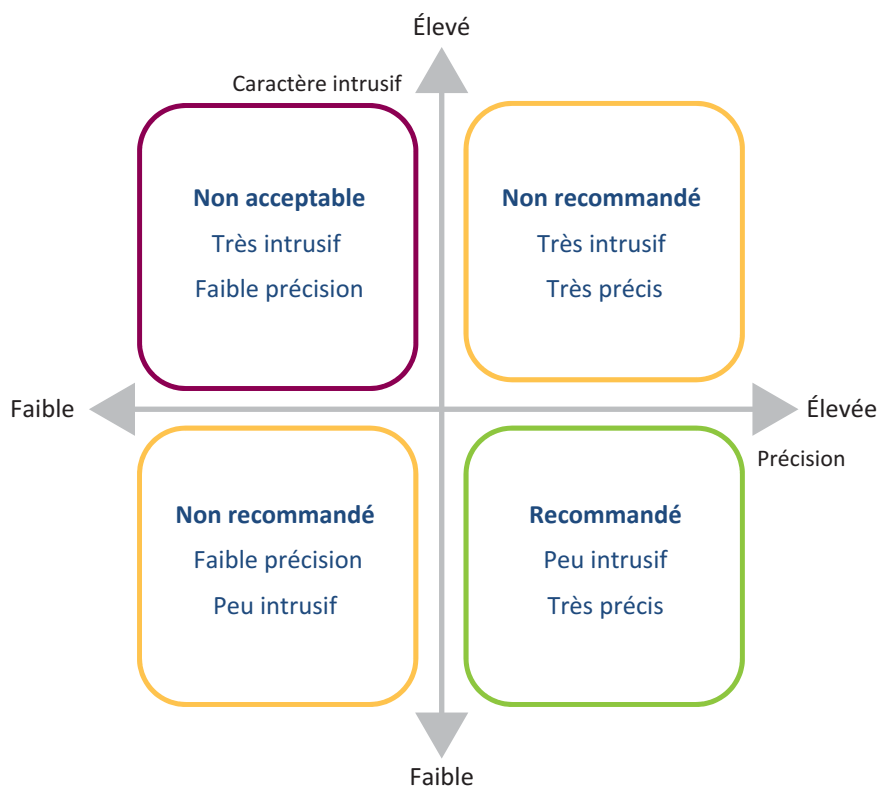 Élevé
Caractère intrusif
Non acceptable
Très intrusif
Faible précision
Non recommandé
Très intrusif
Très précis
Faible
Élevée
Précision
Non recommandé
Faible précision
Peu intrusif
Recommandé
Peu intrusif
Très précis
Faible